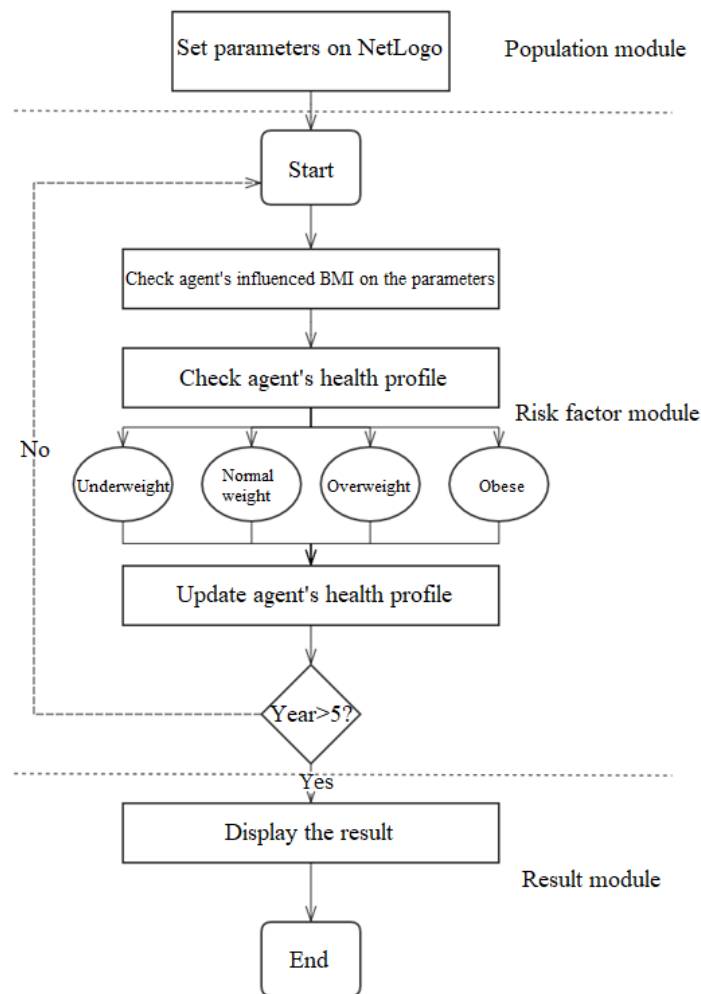 Set parameters on NetLogo
Population module
Start
Check agent's influenced BMI on the parameters
Check agent's health profile
Risk factor module
No
Underweight
Normal
weight
Overweight
Obese
Update agent's health profile
Year>5?
Yes
Display the result
Result module
End